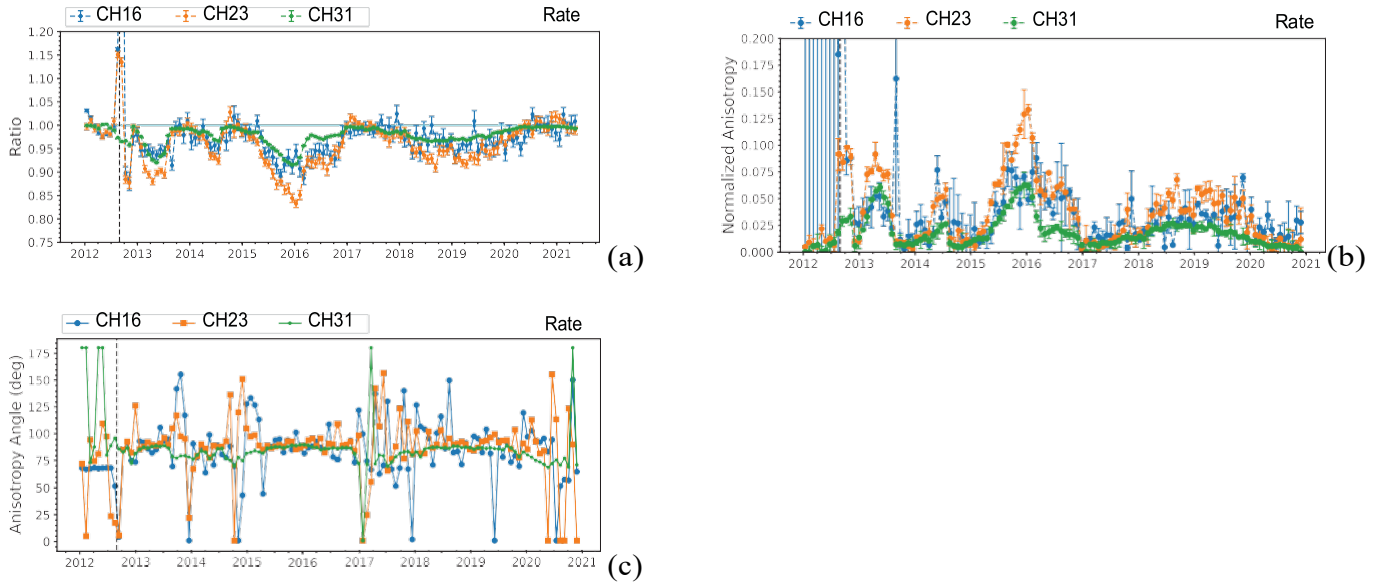 CH16 CH23 CH31 Rate
1.20
1.15
1.10
1.05
1.00
0.95
0.90
0.85
0.80
0.75
Ratio
2012 2013 2014 2015 2016 2017 2018 2019 2020 2021
(a)
CH16 CH23 CH31 Rate
0.200
0.175
0.150
0.125
0.100
0.075
0.050
0.025
0.000
Normalized Anisotropy
2012 2013 2014 2015 2016 2017 2018 2019 2020 2021
(b)
CH16 CH23 CH31 Rate
175
150
125
100
75
50
25
0
Anisotropy Angle (deg)
2012 2013 2014 2015 2016 2017 2018 2019 2020 2021
(c)